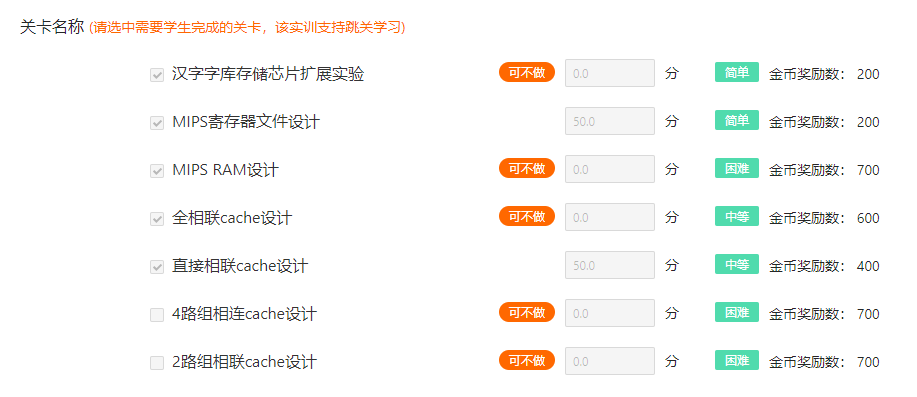 关卡名称 (请选中需要学生完成的关卡，该实训支持跳关学习)
汉字字库存储芯片扩展实验 可不做 0.0 分 简单 金币奖励数： 200
MIPS寄存器文件设计 50.0 分 简单 金币奖励数： 200
MIPS RAM设计 可不做 0.0 分 困难 金币奖励数： 700
全相联cache设计 可不做 0.0 分 中等 金币奖励数： 600
直接相联cache设计 50.0 分 中等 金币奖励数： 400
4路组相连cache设计 可不做 0.0 分 困难 金币奖励数： 700
2路组相联cache设计 可不做 0.0 分 困难 金币奖励数： 700